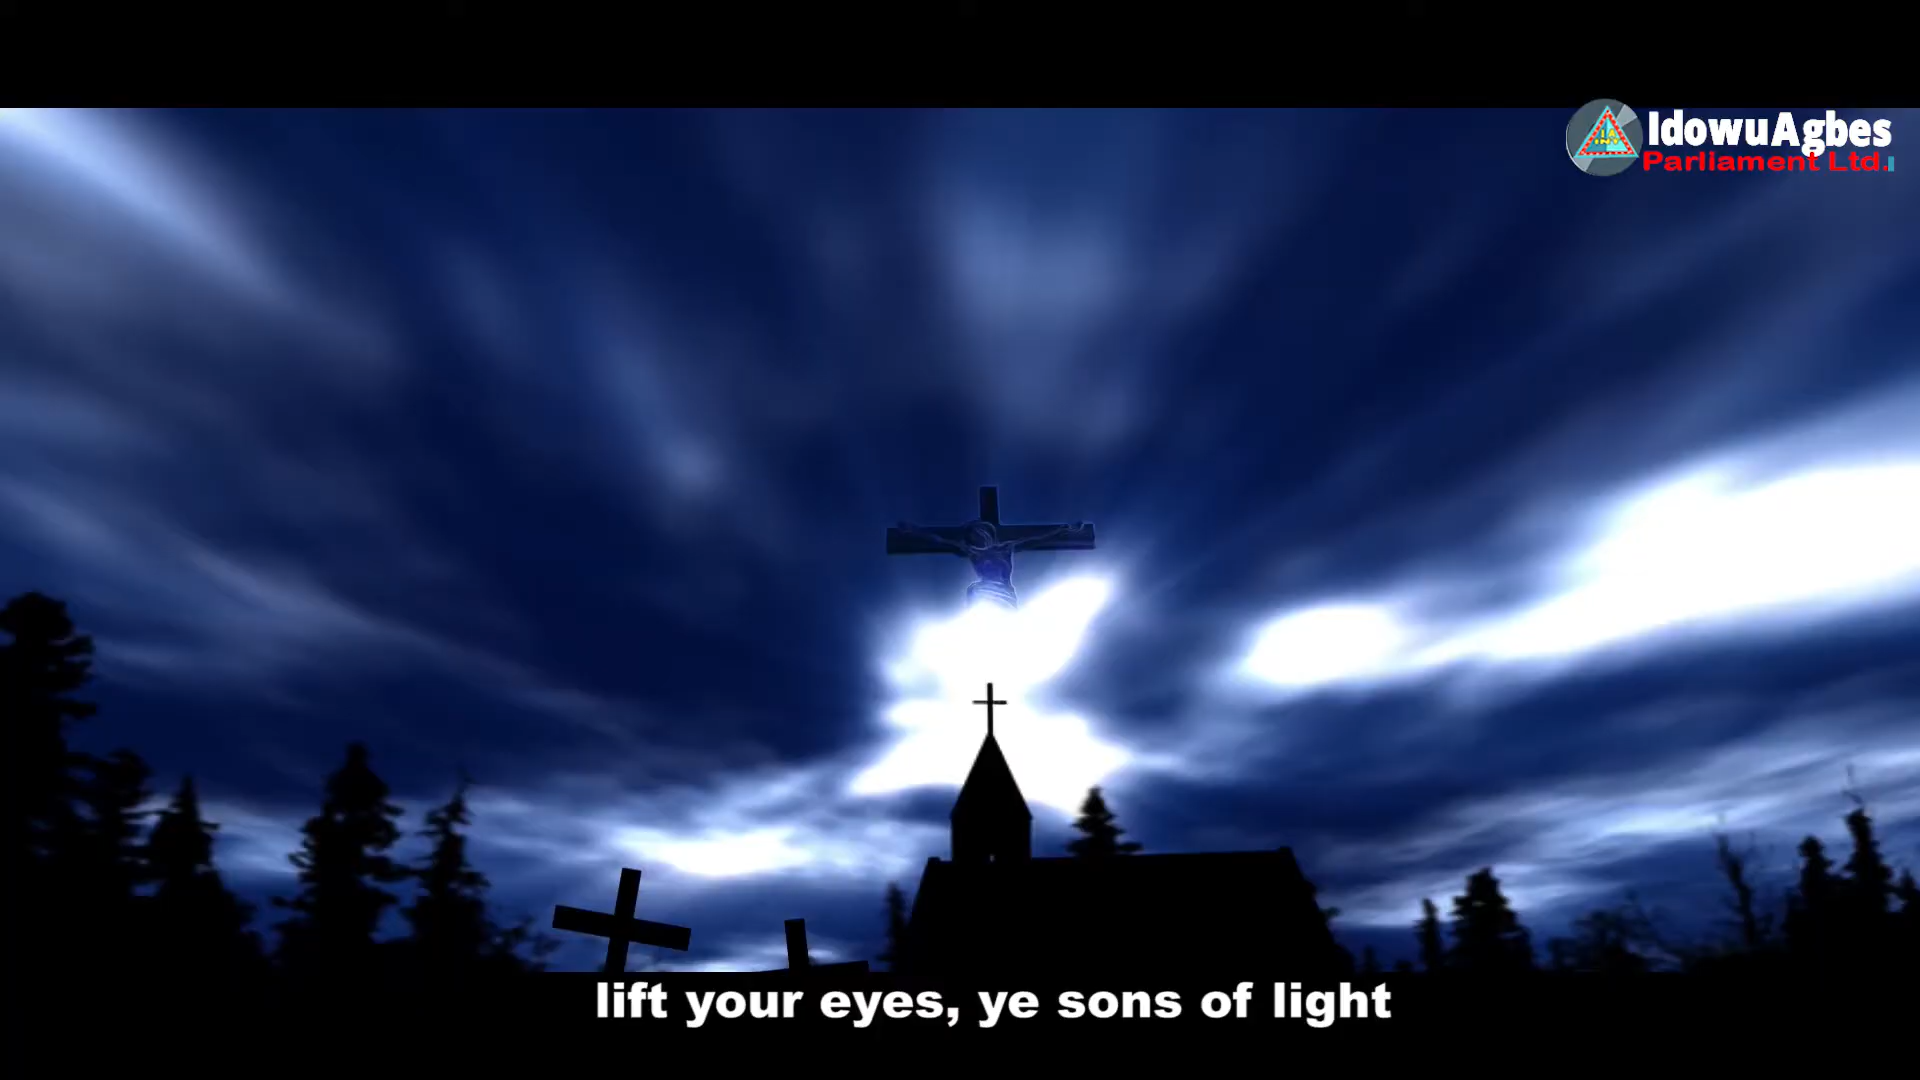 IdowuAgbes
Parliament Ltd.
lift your eyes, ye sons of light